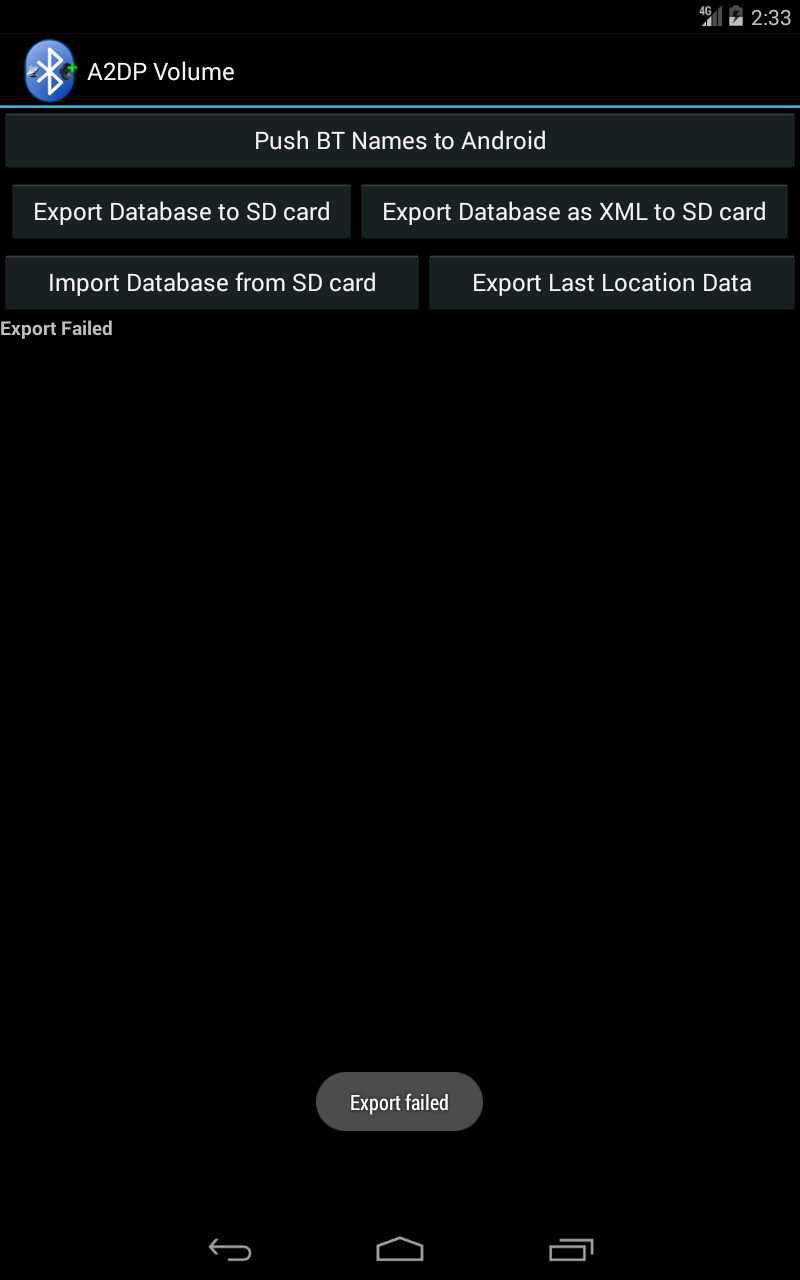 4G 2:33
A2DP Volume
Push BT Names to Android
Export Database to SD card
Export Database as XML to SD card
Import Database from SD card
Export Last Location Data
Export Failed
Export failed